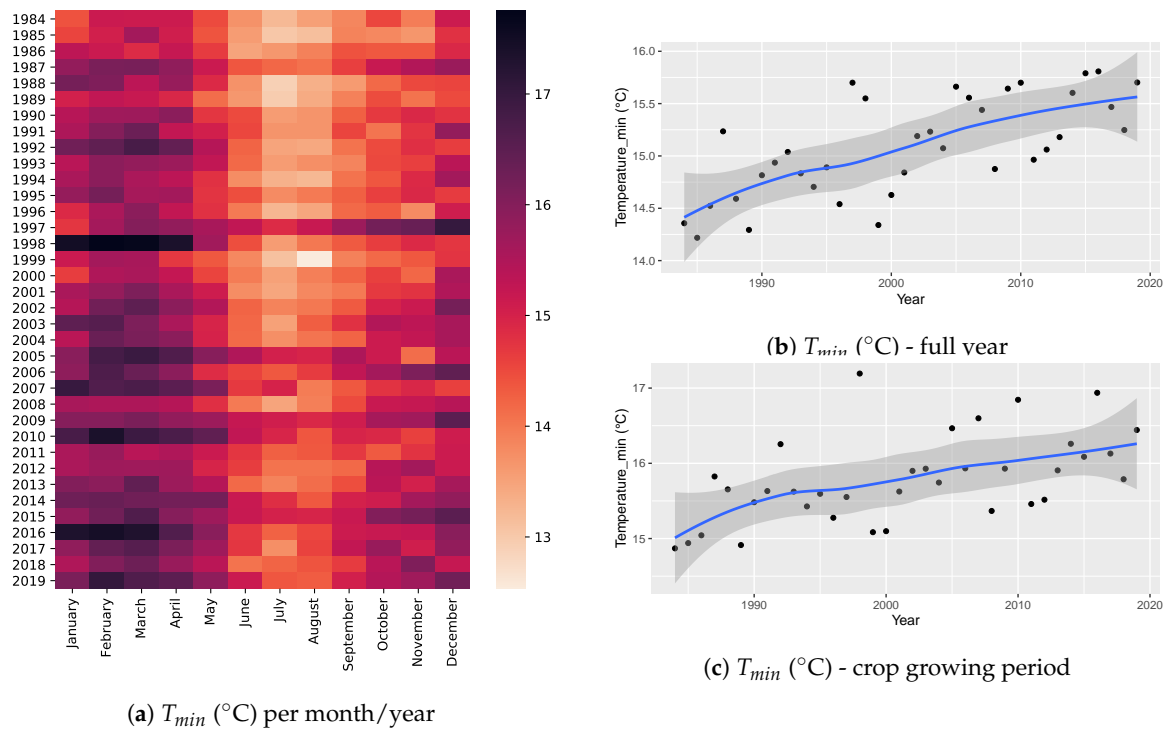 1984
1985
1986
1987
1988
1989
1990
1991
1992
1993
1994
1995
1996
1997
1998
1999
2000
2001
2002
2003
2004
2005
2006
2007
2008
2009
2010
2011
2012
2013
2014
2015
2016
2017
2018
2019
January
February
March
April
May
June
July
August
September
October
November
December
17
16
15
14
13
(a) T_min (°C) per month/year
16.0
15.5
15.0
14.5
14.0
Temperature_min (°C)
1990 2000 2010 2020
Year
(b) T_min (°C) - full year
17
16
15
Temperature_min (°C)
1990 2000 2010 2020
Year
(c) T_min (°C) - crop growing period